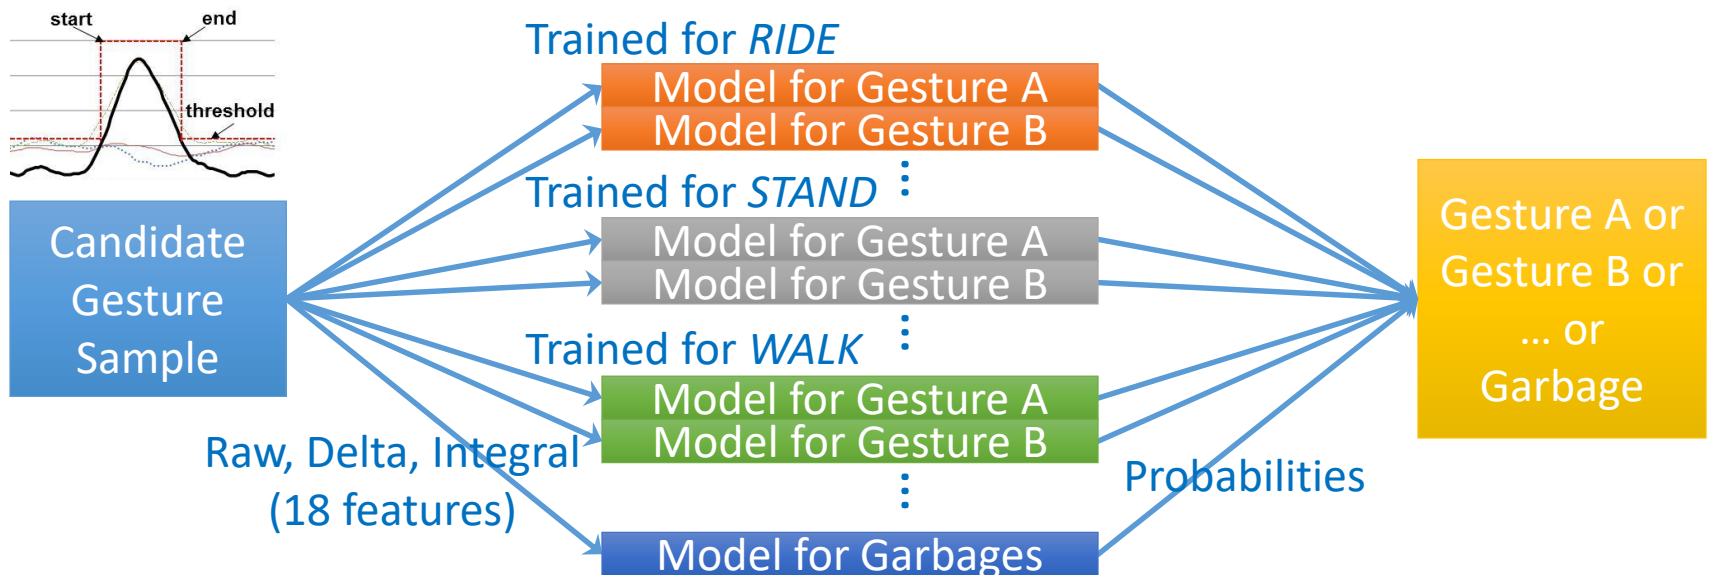 start
end
threshold
Candidate
Gesture
Sample
Raw, Delta, Integral
(18 features)
Trained for RIDE
Model for Gesture A
Model for Gesture B
Trained for STAND
Model for Gesture A
Model for Gesture B
Trained for WALK
Model for Gesture A
Model for Gesture B
Model for Garbages
Probabilities
Gesture A or
Gesture B or
... or
Garbage